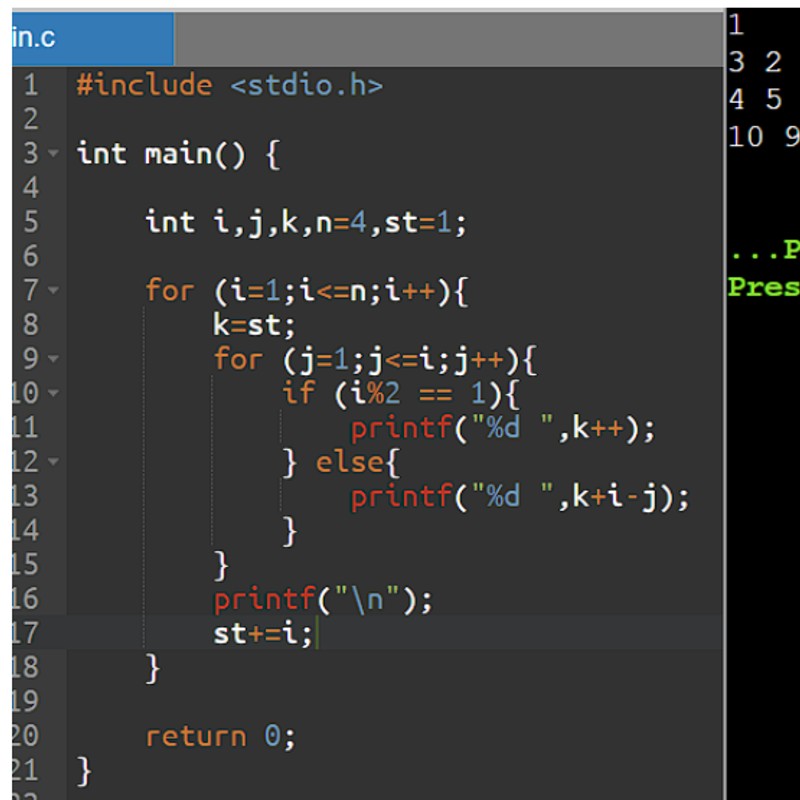 in.c
1 #include <stdio.h>
2
3 int main() {
4
5 int i,j,k,n=4,st=1;
6
7 for (i=1;i<=n;i++){
8 k=st;
9 for (j=1;j<=i;j++){
10 if (i%2 == 1){
11 printf("%d ",k++);
12 } else{
13 printf("%d ",k+i-j);
14 }
15 }
16 printf("\n");
17 st+=i;
18 }
19
20 return 0;
21 }
1
3 2
4 5
10 9
...P
Pres